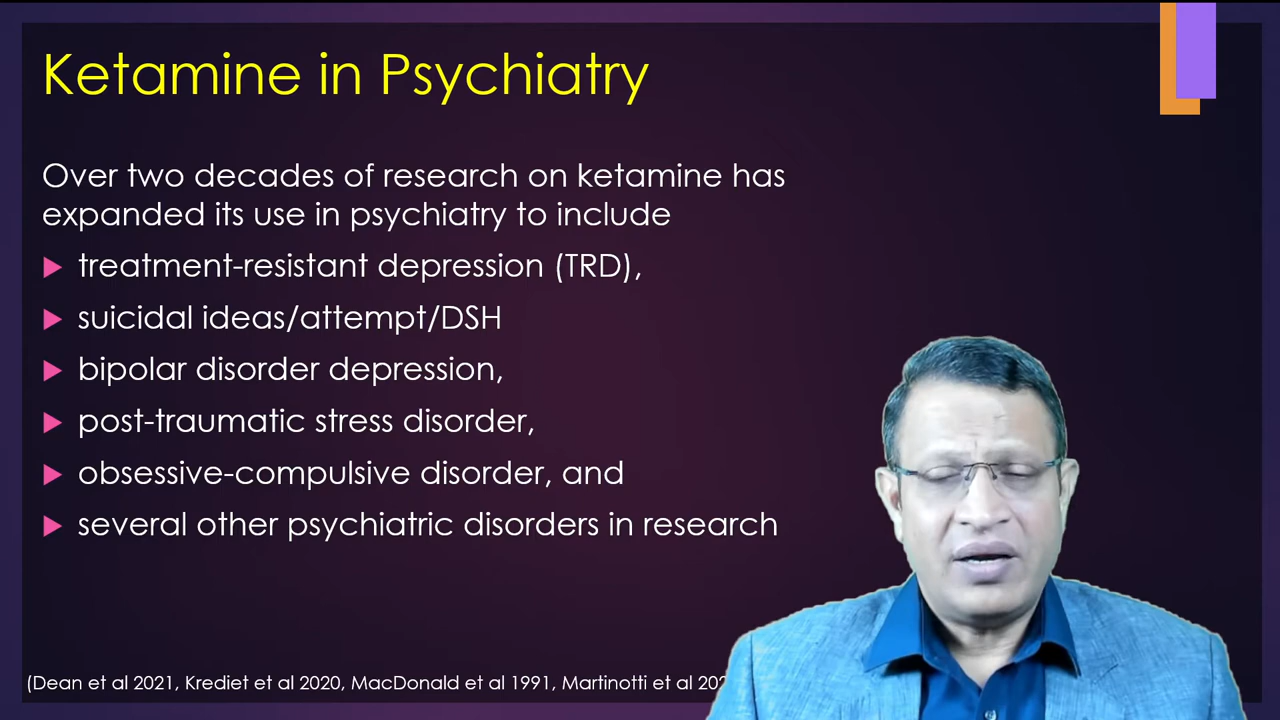 Ketamine in Psychiatry
Over two decades of research on ketamine has
expanded its use in psychiatry to include
treatment-resistant depression (TRD),
suicidal ideas/attempt/DSH
bipolar disorder depression,
post-traumatic stress disorder,
obsessive-compulsive disorder, and
several other psychiatric disorders in research
(Dean et al 2021, Krediet et al 2020, MacDonald et al 1991, Martinotti et al